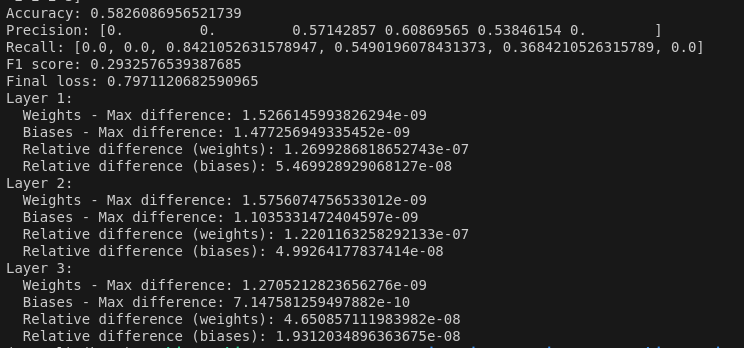 Accuracy: 0.5826086956521739
Precision: [0. 0. 0.57142857 0.60869565 0.53846154 0. ]
Recall: [0.0, 0.0, 0.8421052631578947, 0.5490196078431373, 0.3684210526315789, 0.0]
F1 score: 0.2932576539387685
Final loss: 0.7971120682590965
Layer 1:
Weights - Max difference: 1.5266145993826294e-09
Biases - Max difference: 1.477256949335452e-09
Relative difference (weights): 1.2699286818652743e-07
Relative difference (biases): 5.469928929068127e-08
Layer 2:
Weights - Max difference: 1.5756074756533012e-09
Biases - Max difference: 1.1035331472404597e-09
Relative difference (weights): 1.2201163258292133e-07
Relative difference (biases): 4.99264177837414e-08
Layer 3:
Weights - Max difference: 1.2705212823656276e-09
Biases - Max difference: 7.147581259497882e-10
Relative difference (weights): 4.650857111983982e-08
Relative difference (biases): 1.9312034896363675e-08